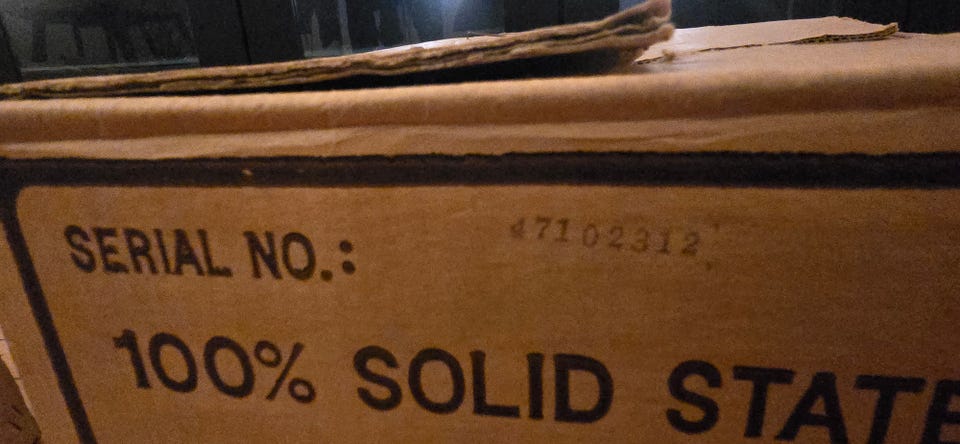 SERIAL NO.: 47102312
100% SOLID STATE